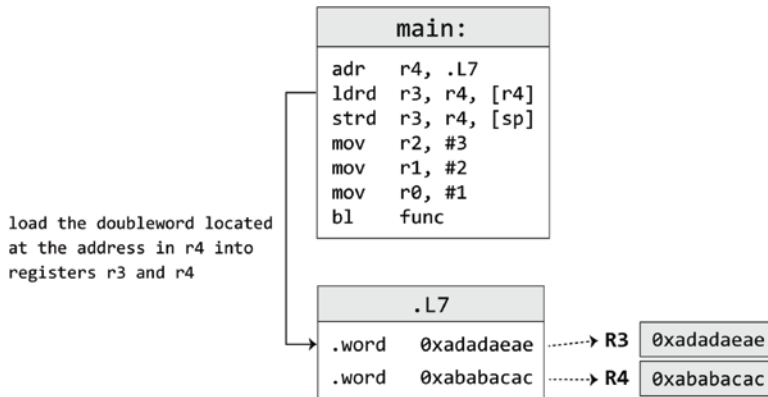 main:
adr r4, .L7
ldrd r3, r4, [r4]
strd r3, r4, [sp]
mov r2, #3
mov r1, #2
mov r0, #1
bl func
load the doubleword located
at the address in r4 into
registers r3 and r4
.L7
.word 0xadadaeae R3 0xadadaeae
.word 0xababacac R4 0xababacac